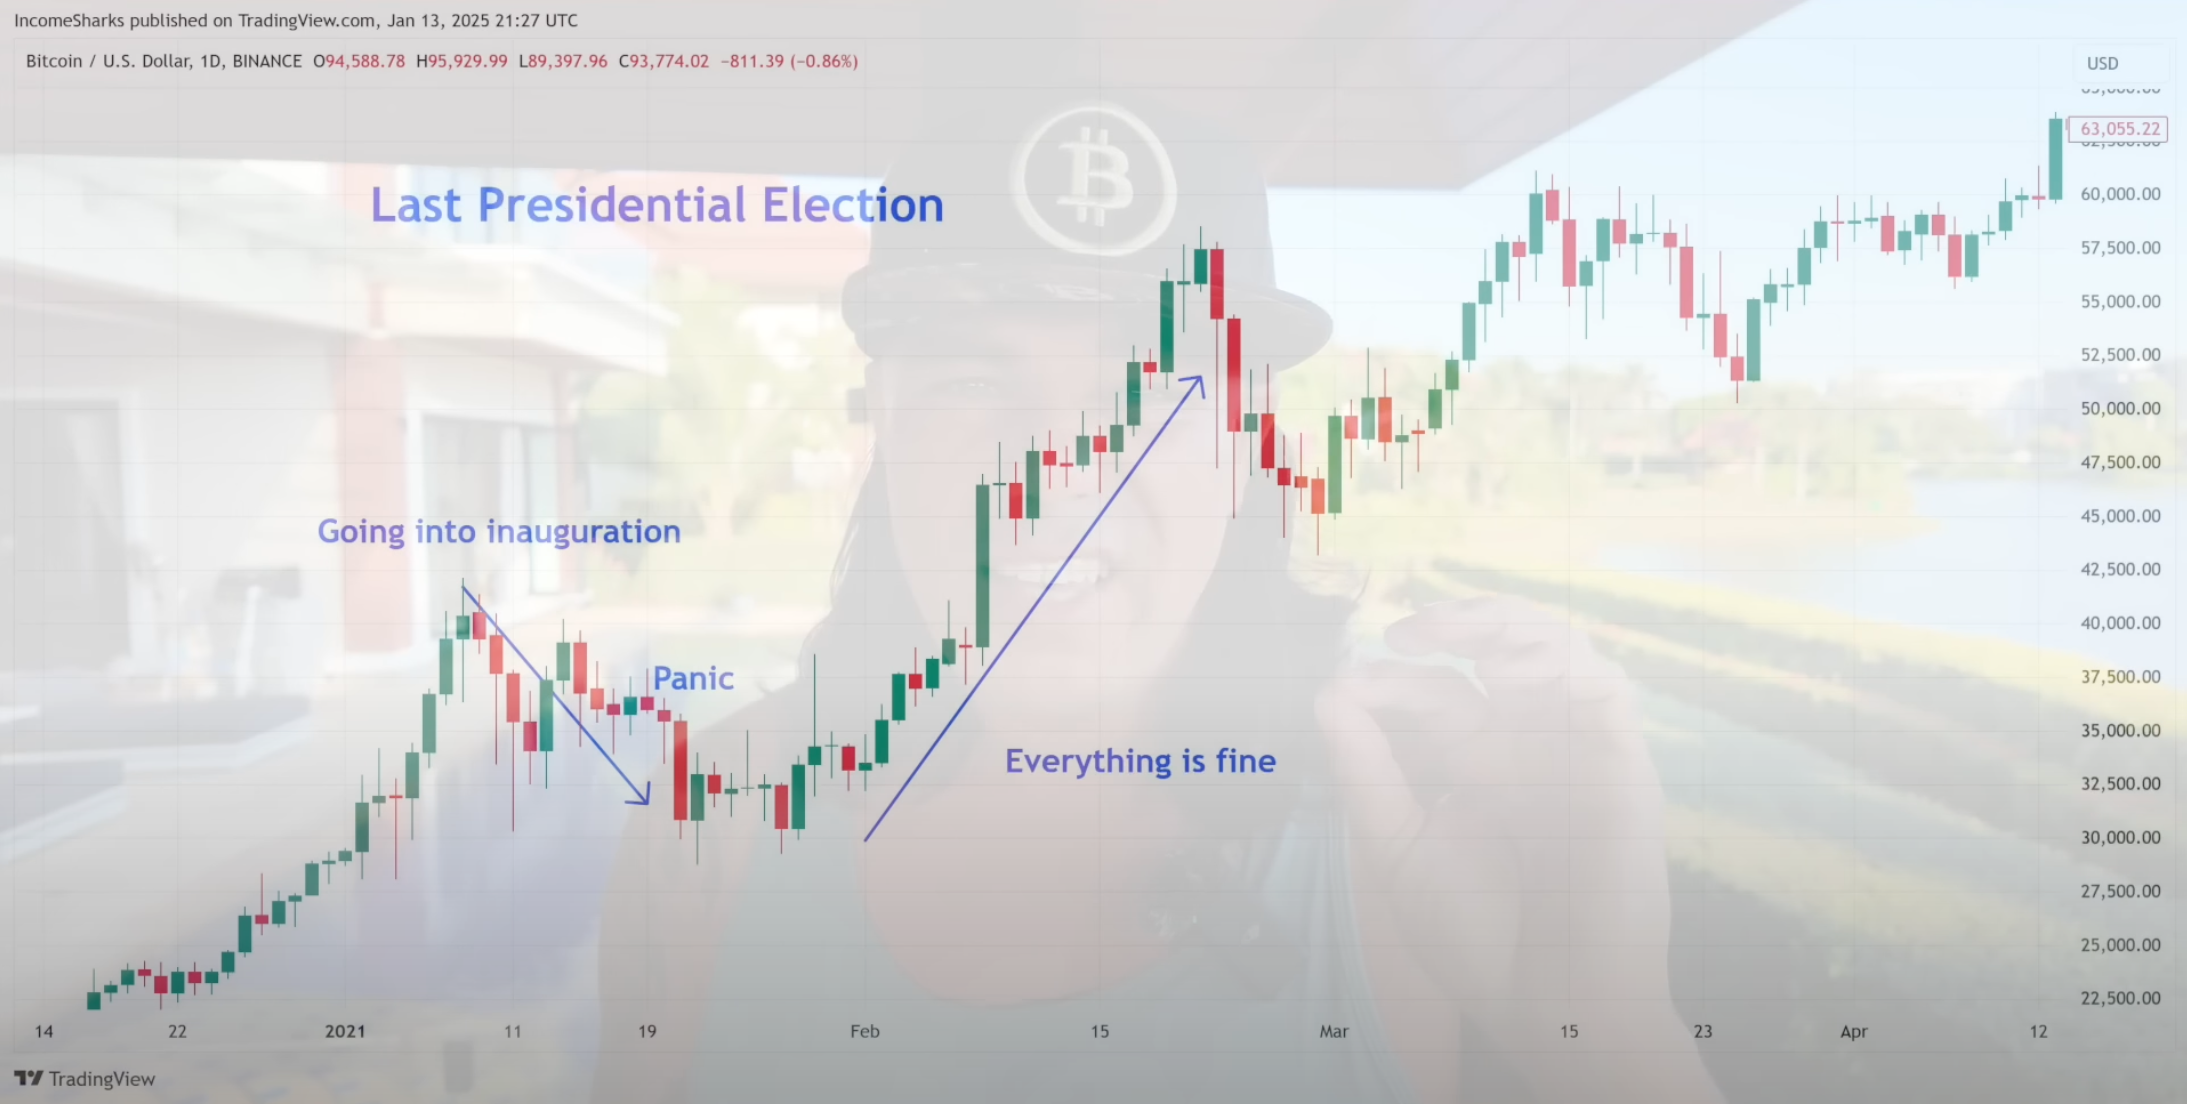 IncomeSharks published on TradingView.com, Jan 13, 2025 21:27 UTC
Bitcoin / U.S. Dollar, 1D, BINANCE O94,588.78 H95,929.99 L89,397.96 C93,774.02 −811.39 (−0.86%)
USD
63,055.22
60,000.00
57,500.00
55,000.00
52,500.00
50,000.00
47,500.00
45,000.00
42,500.00
40,000.00
37,500.00
35,000.00
32,500.00
30,000.00
27,500.00
25,000.00
22,500.00
Last Presidential Election
Going into inauguration
Panic
Everything is fine
14 22 2021 11 19 Feb 15 Mar 15 23 Apr 12
TradingView